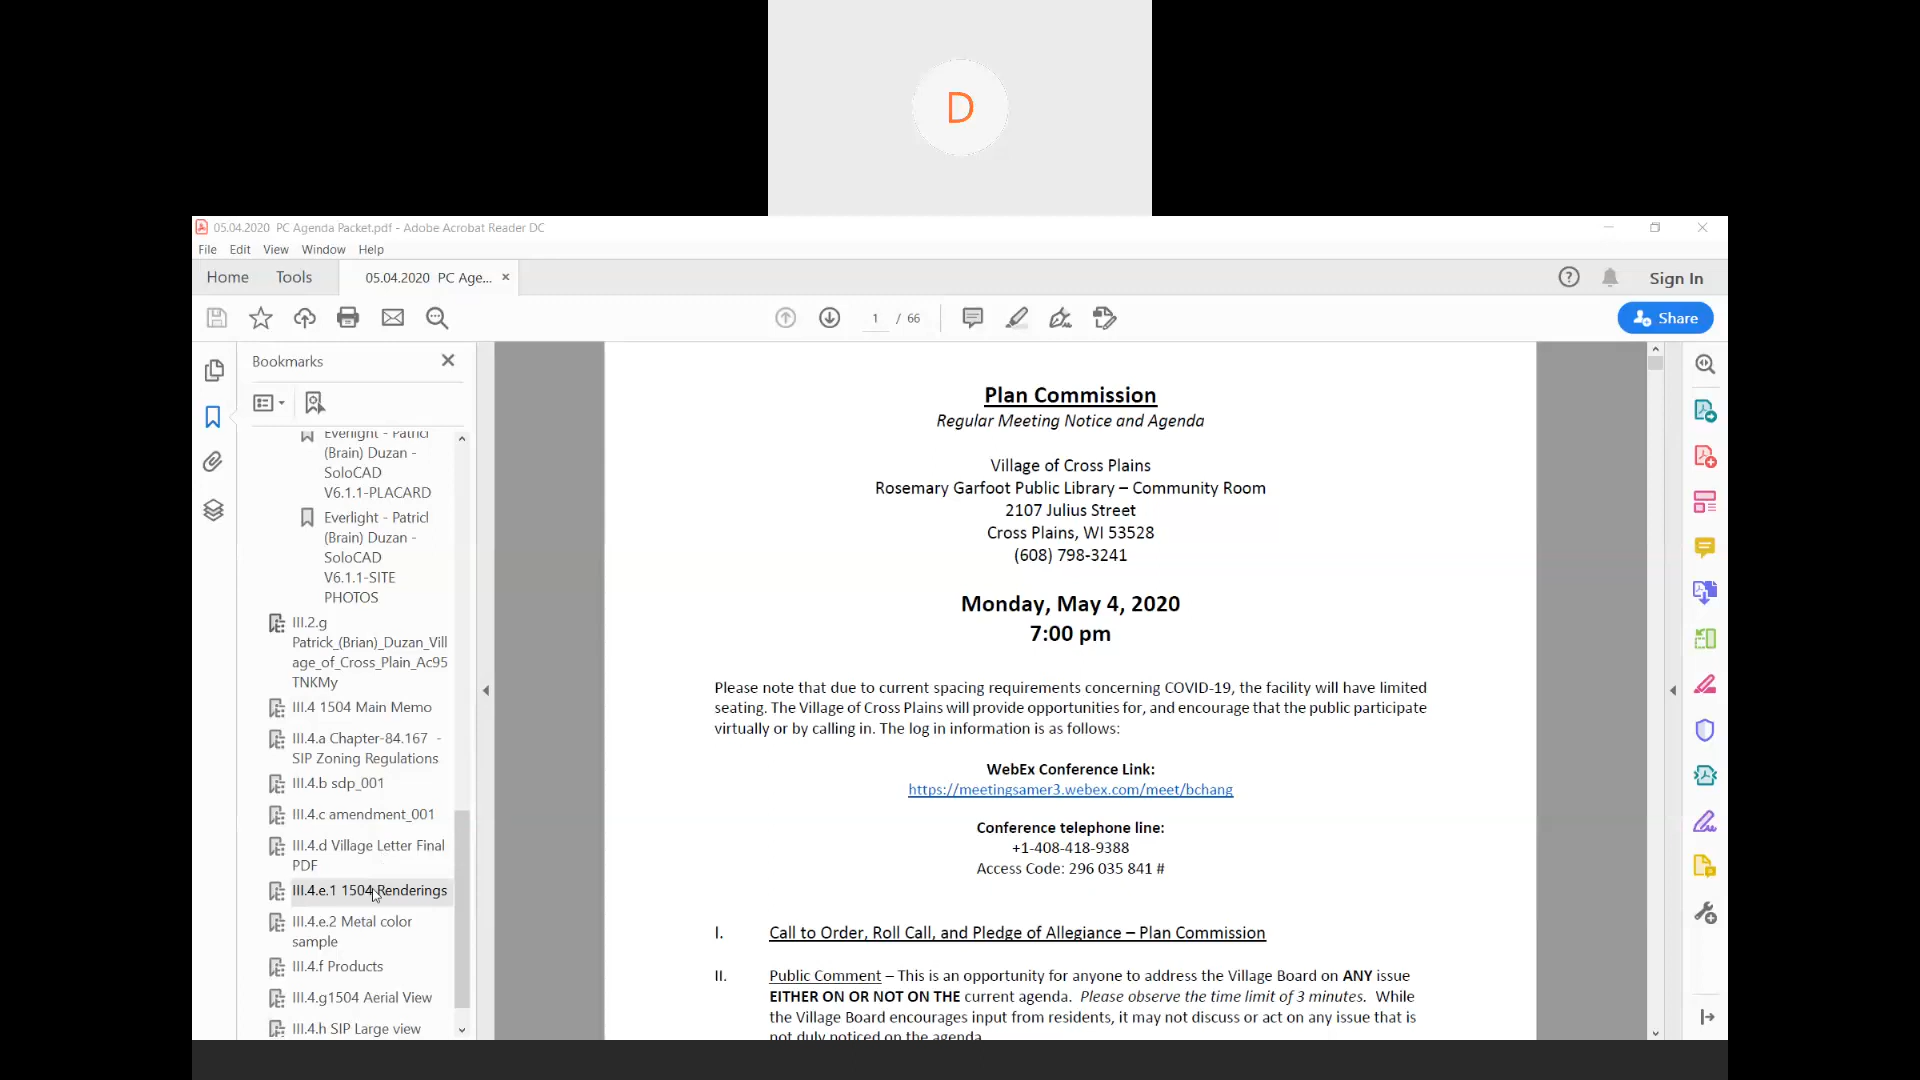 D
05.04.2020 PC Agenda Packet.pdf - Adobe Acrobat Reader DC
File Edit View Window Help
Home Tools 05.04.2020 PC Age... × Sign In
1 / 66 Share
Bookmarks
Everlight - Patricl
(Brain) Duzan -
SoloCAD
V6.1.1-PLACARD
Everlight - Patricl
(Brain) Duzan -
SoloCAD
V6.1.1-SITE
PHOTOS
III.2.g
Patrick_(Brian)_Duzan_Vill
age_of_Cross_Plain_Ac95
TNKMy
III.4 1504 Main Memo
III.4.a Chapter-84.167 -
SIP Zoning Regulations
III.4.b sdp_001
III.4.c amendment_001
III.4.d Village Letter Final
PDF
III.4.e.1 1504 Renderings
III.4.e.2 Metal color
sample
III.4.f Products
III.4.g1504 Aerial View
III.4.h SIP Large view
Plan Commission
Regular Meeting Notice and Agenda
Village of Cross Plains
Rosemary Garfoot Public Library – Community Room
2107 Julius Street
Cross Plains, WI 53528
(608) 798-3241
Monday, May 4, 2020
7:00 pm
Please note that due to current spacing requirements concerning COVID-19, the facility will have limited
seating. The Village of Cross Plains will provide opportunities for, and encourage that the public participate
virtually or by calling in. The log in information is as follows:
WebEx Conference Link:
https://meetingsamer3.webex.com/meet/bchang
Conference telephone line:
+1-408-418-9388
Access Code: 296 035 841 #
I. Call to Order, Roll Call, and Pledge of Allegiance – Plan Commission
II. Public Comment – This is an opportunity for anyone to address the Village Board on ANY issue
EITHER ON OR NOT ON THE current agenda. Please observe the time limit of 3 minutes. While
the Village Board encourages input from residents, it may not discuss or act on any issue that is
not duly noticed on the agenda.